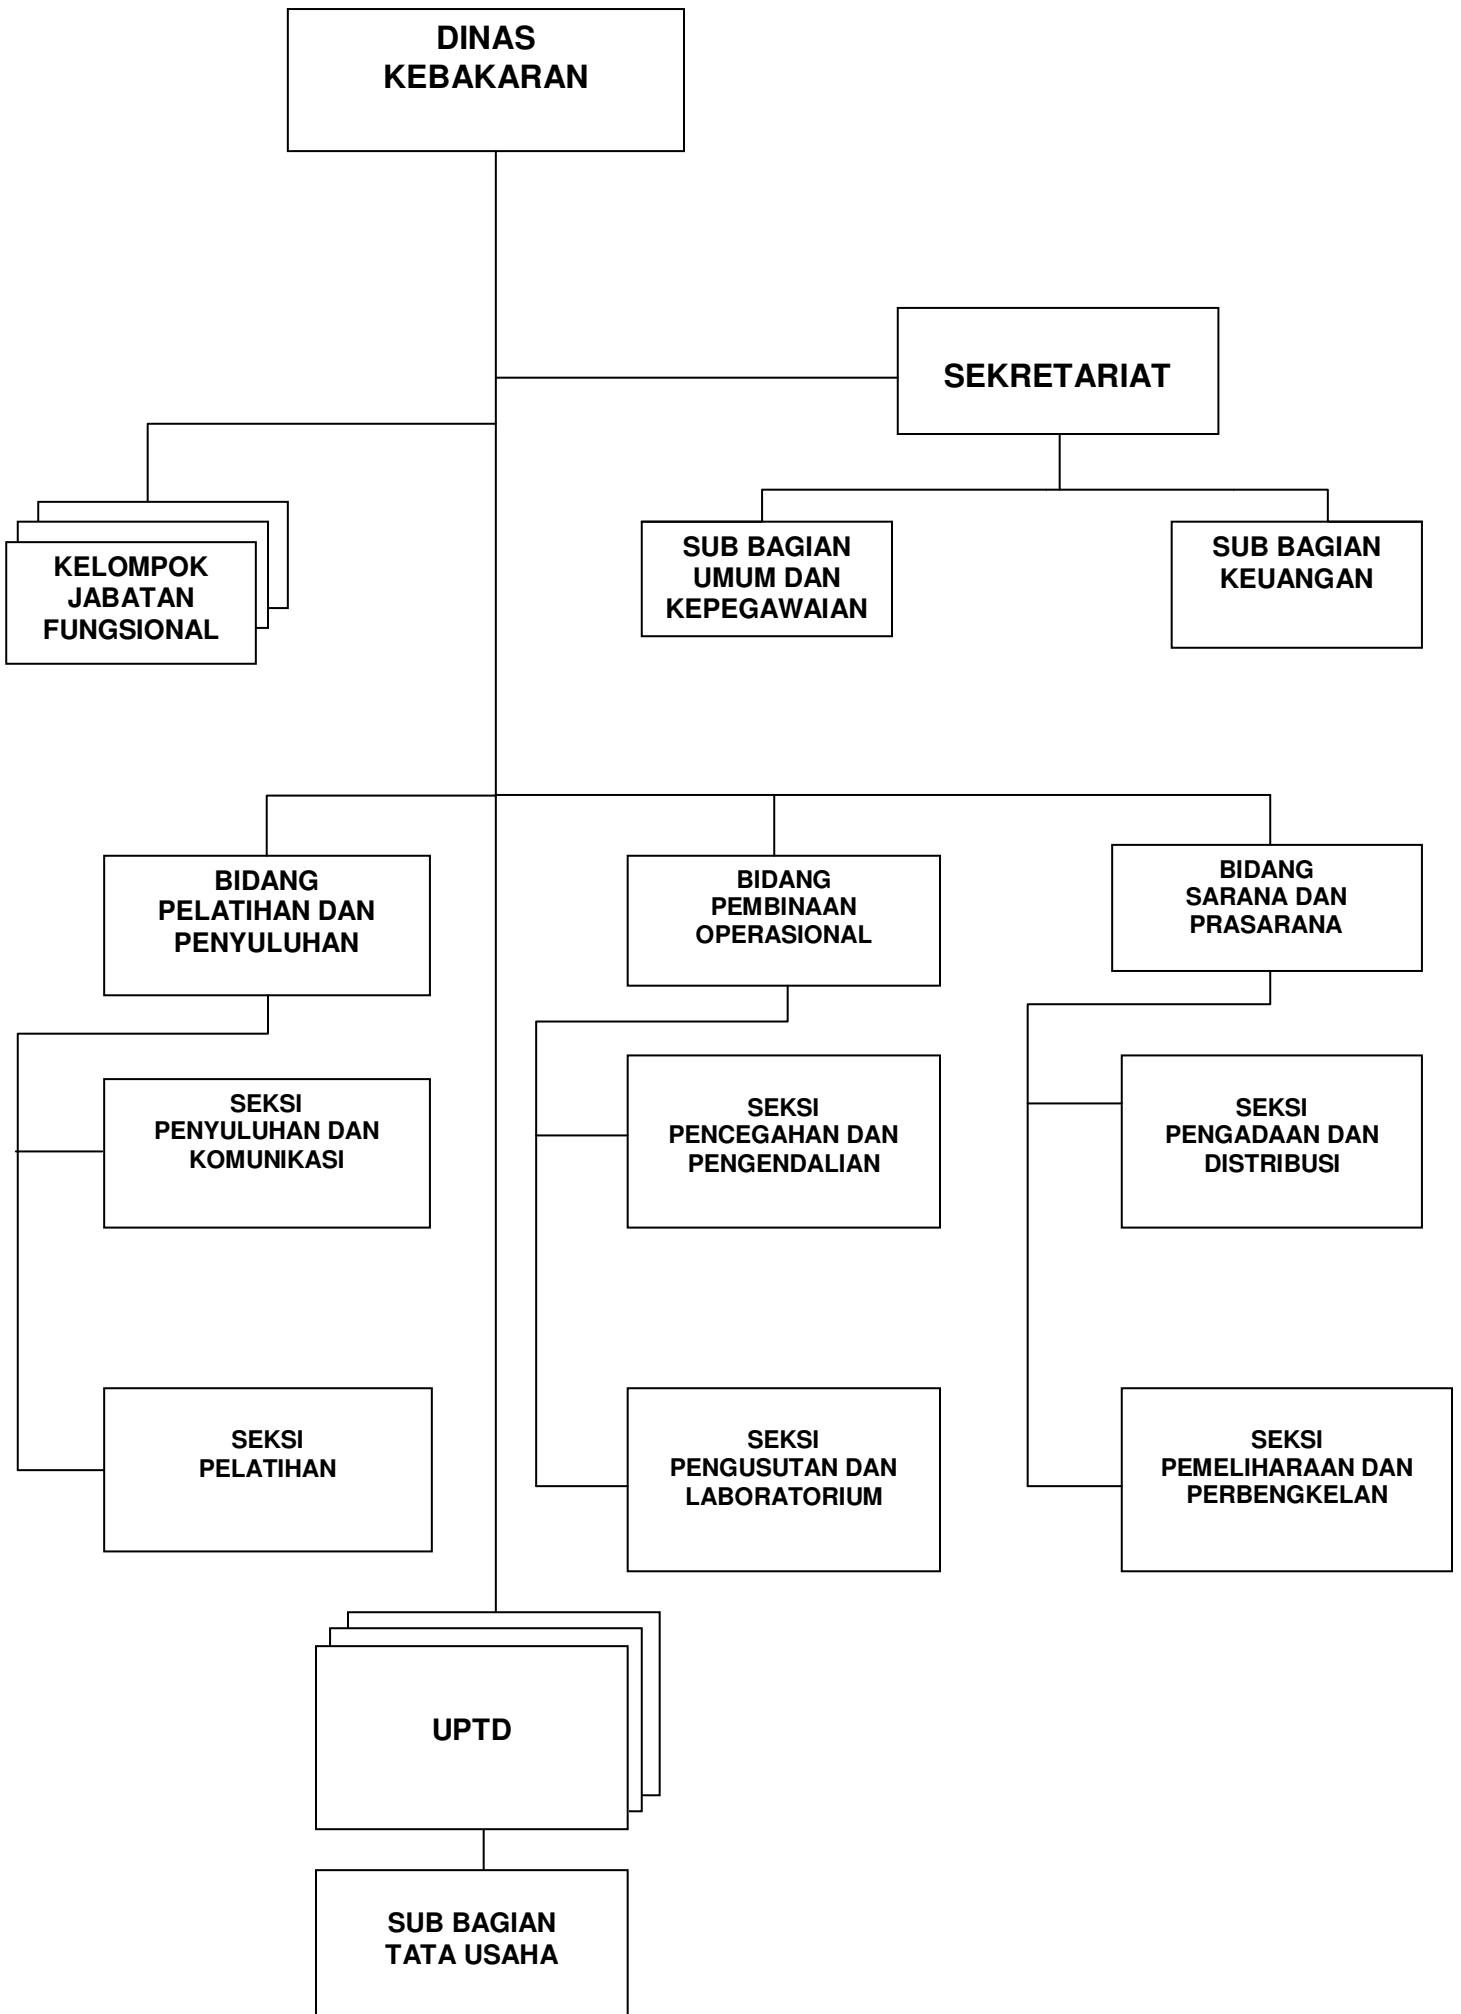 DINAS
KEBAKARAN
SEKRETARIAT
KELOMPOK
JABATAN
FUNGSIONAL
SUB BAGIAN
UMUM DAN
KEPEGAWAIAN
SUB BAGIAN
KEUANGAN
BIDANG
PELATIHAN DAN
PENYULUHAN
BIDANG
PEMBINAAN
OPERASIONAL
BIDANG
SARANA DAN
PRASARANA
SEKSI
PENYULUHAN DAN
KOMUNIKASI
SEKSI
PENCEGAHAN DAN
PENGENDALIAN
SEKSI
PENGADAAN DAN
DISTRIBUSI
SEKSI
PELATIHAN
SEKSI
PENGUSUTAN DAN
LABORATORIUM
SEKSI
PEMELIHARAAN DAN
PERBENGKELAN
UPTD
SUB BAGIAN
TATA USAHA